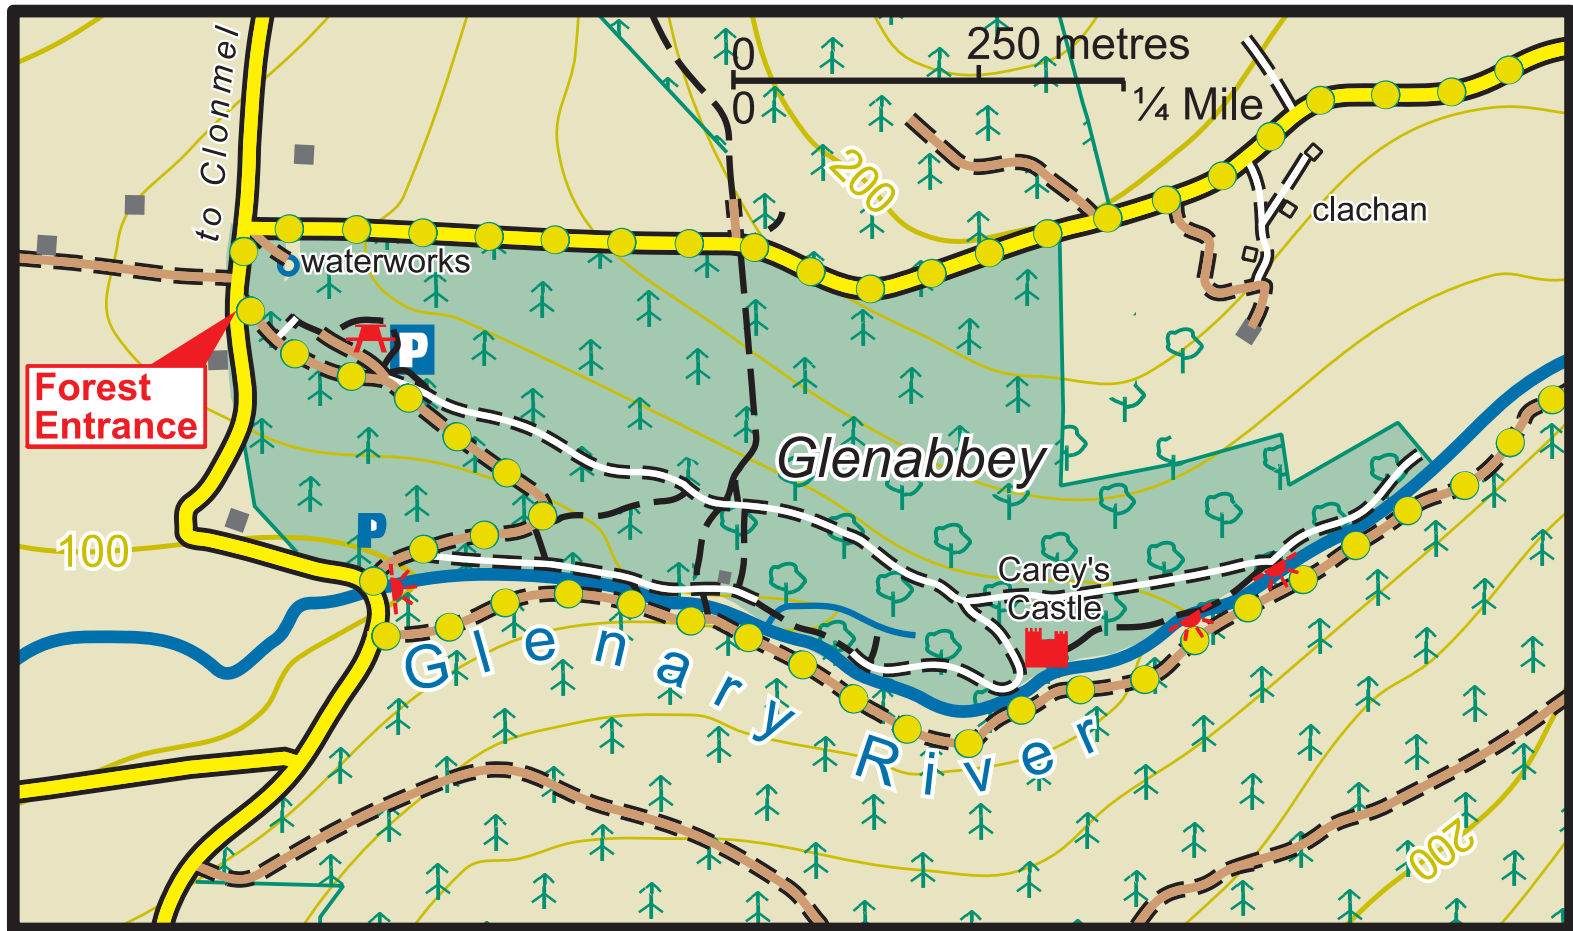 to Clonmel
0
250 metres
0
¼ Mile
200
clachan
waterworks
P
Forest
Entrance
Glenabbey
P
100
Carey's
Castle
Glenary River
200